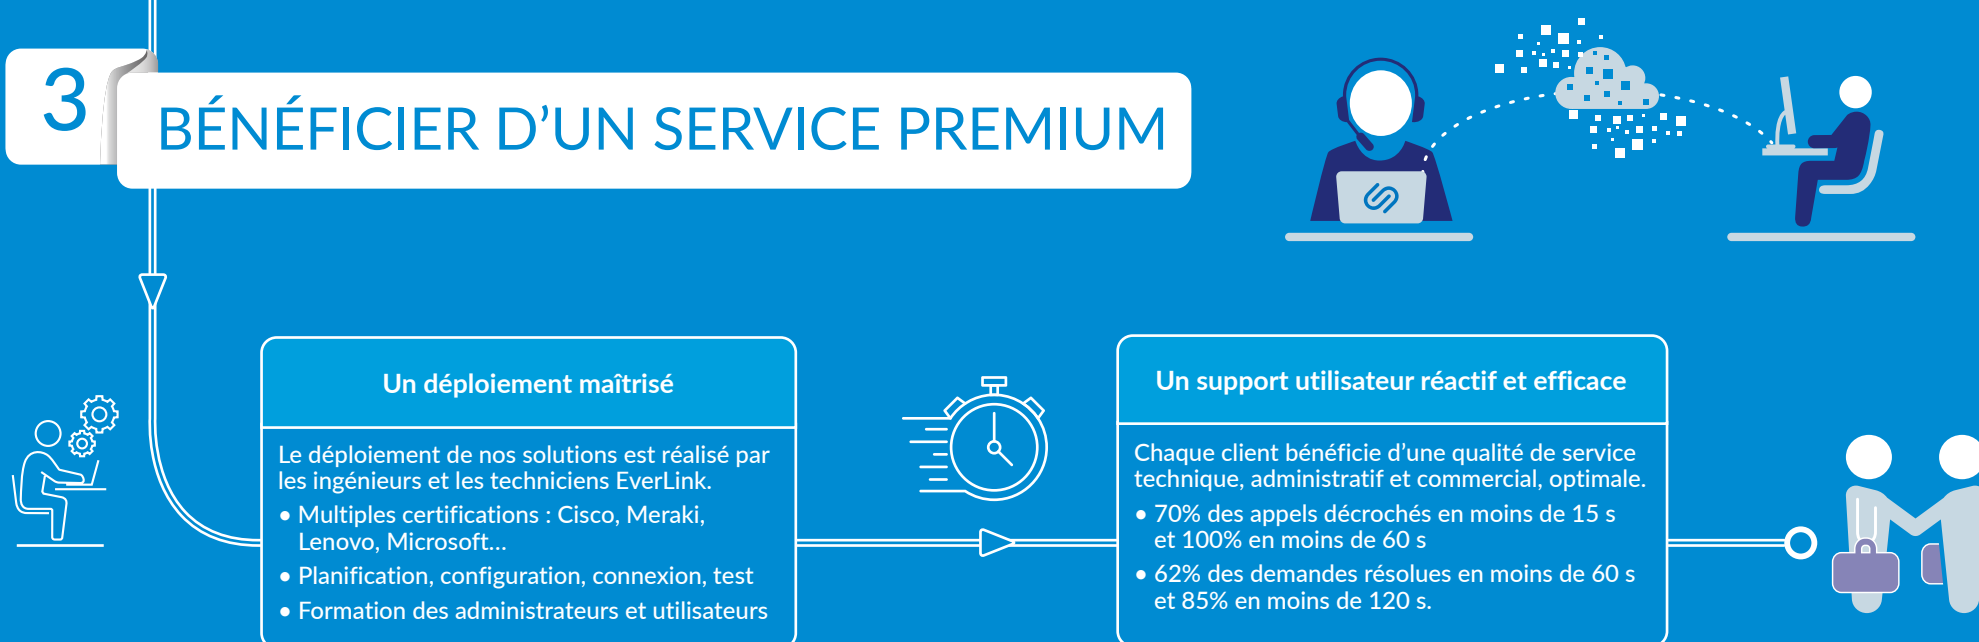 3
BÉNÉFICIER D’UN SERVICE PREMIUM
Un déploiement maîtrisé
Le déploiement de nos solutions est réalisé par
les ingénieurs et les techniciens EverLink.
• Multiples certifications : Cisco, Meraki,
Lenovo, Microsoft…
• Planification, configuration, connexion, test
• Formation des administrateurs et utilisateurs
Un support utilisateur réactif et efficace
Chaque client bénéficie d’une qualité de service
technique, administratif et commercial, optimale.
• 70% des appels décrochés en moins de 15 s
et 100% en moins de 60 s
• 62% des demandes résolues en moins de 60 s
et 85% en moins de 120 s.